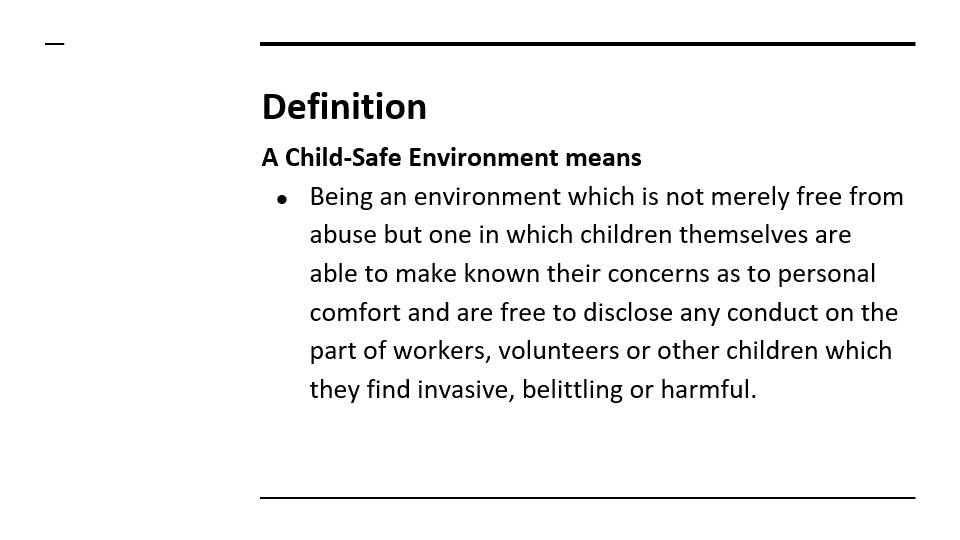 Definition
A Child-Safe Environment means
● Being an environment which is not merely free from
abuse but one in which children themselves are
able to make known their concerns as to personal
comfort and are free to disclose any conduct on the
part of workers, volunteers or other children which
they find invasive, belittling or harmful.